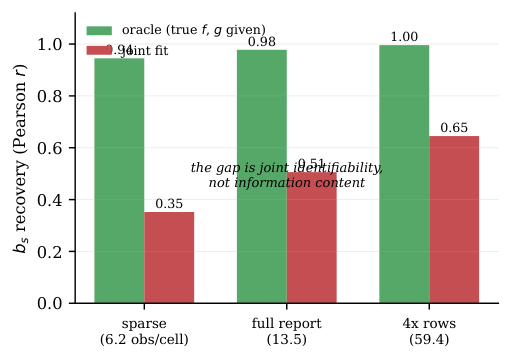 oracle (true f, g given)
joint fit
0.94
0.98
1.00
0.35
0.51
0.65
the gap is joint identifiability,
not information content
b_s recovery (Pearson r)
1.0
0.8
0.6
0.4
0.2
0.0
sparse
(6.2 obs/cell)
full report
(13.5)
4x rows
(59.4)